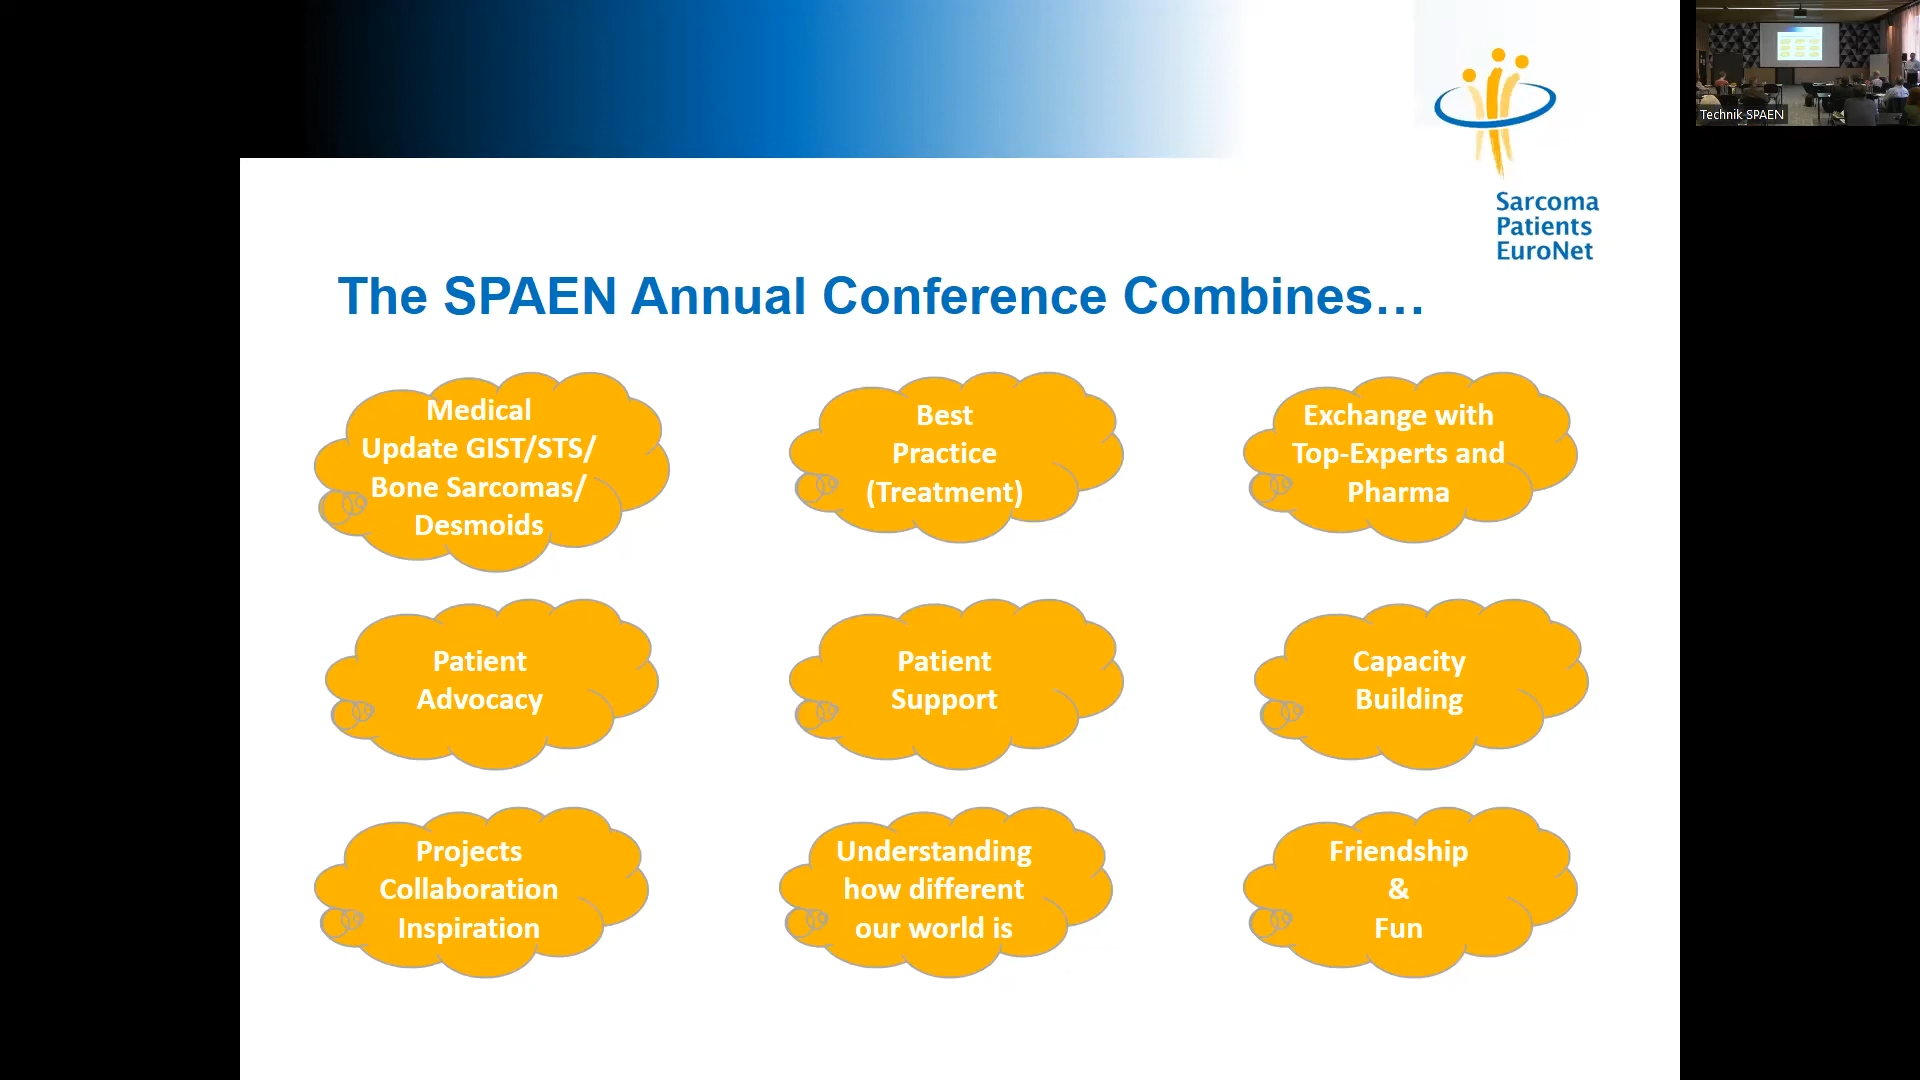 Technik SPAEN
Sarcoma
Patients
EuroNet
The SPAEN Annual Conference Combines…
Medical
Update GIST/STS/
Bone Sarcomas/
Desmoids
Best
Practice
(Treatment)
Exchange with
Top-Experts and
Pharma
Patient
Advocacy
Patient
Support
Capacity
Building
Projects
Collaboration
Inspiration
Understanding
how different
our world is
Friendship
&
Fun